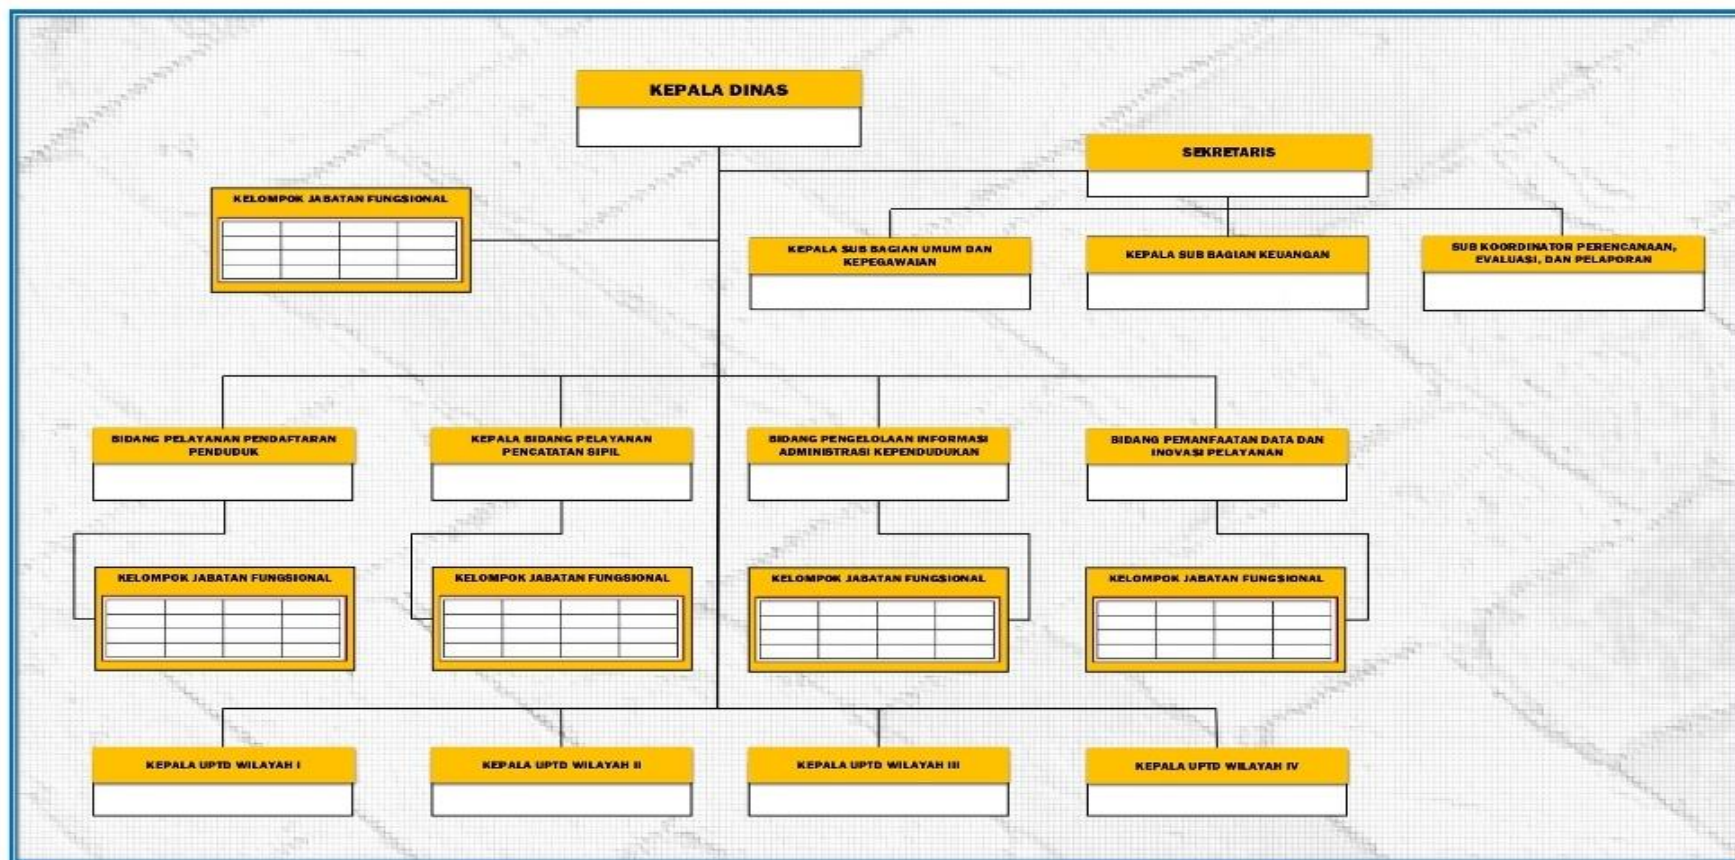 KEPALA DINAS
SEKRETARIS
KELOMPOK JABATAN FUNGSIONAL
KEPALA SUB BAGIAN UMUM DAN
KEPEGAWAIAN
KEPALA SUB BAGIAN KEUANGAN
SUB KOORDINATOR PERENCANAAN,
EVALUASI, DAN PELAPORAN
BIDANG PELAYANAN PENDAFTARAN
PENDUDUK
KEPALA BIDANG PELAYANAN
PENCATATAN SIPIL
BIDANG PENGELOLAAN INFORMASI
ADMINISTRASI KEPENDUDUKAN
BIDANG PEMANFAATAN DATA DAN
INOVASI PELAYANAN
KELOMPOK JABATAN FUNGSIONAL
KELOMPOK JABATAN FUNGSIONAL
KELOMPOK JABATAN FUNGSIONAL
KELOMPOK JABATAN FUNGSIONAL
KEPALA UPTD WILAYAH I
KEPALA UPTD WILAYAH II
KEPALA UPTD WILAYAH III
KEPALA UPTD WILAYAH IV